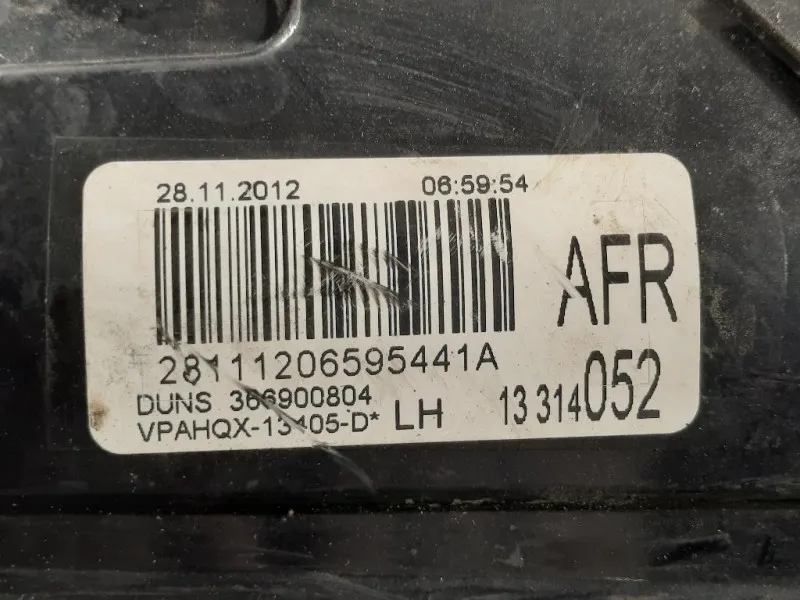 28.11.2012 06:59:54
AFR
28111206595441A
DUNS 366900804
VPAHQX-13405-D* LH 13 314 052